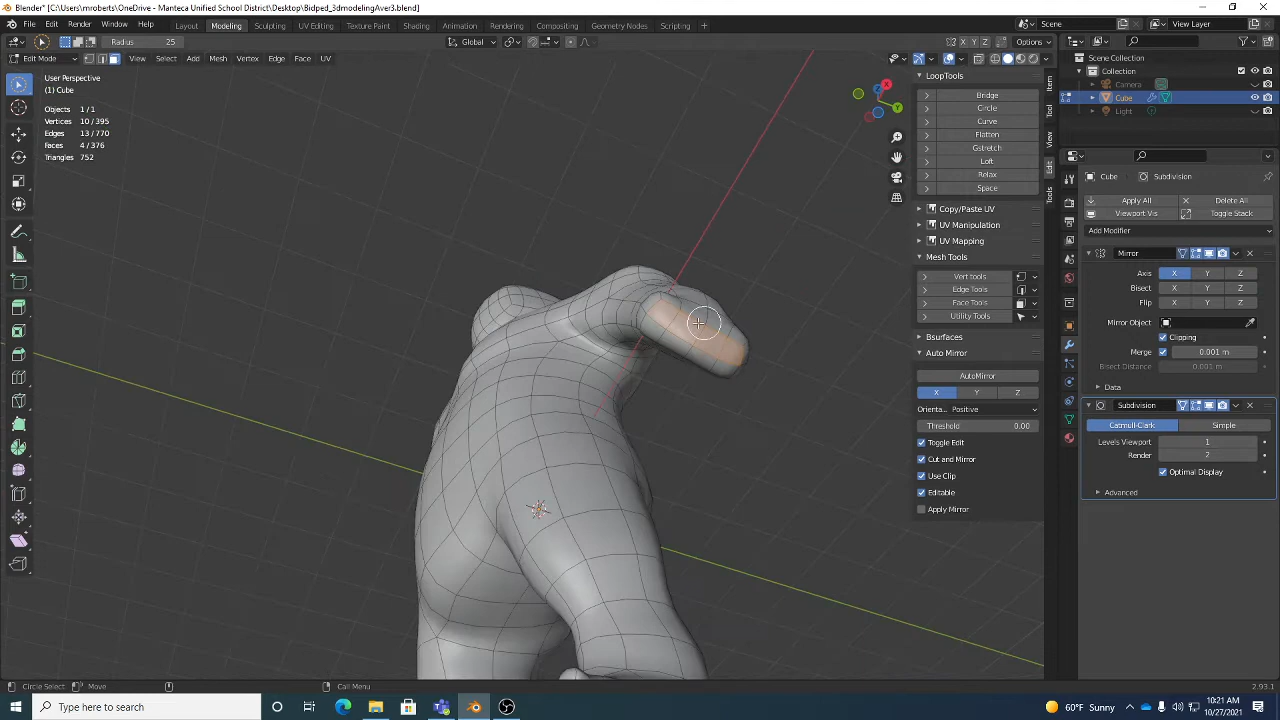 Blender* [C:\Users\mroberts\OneDrive - Manteca Unified School District\Desktop\Bidped_3dmodelingAver3.blend]
File Edit Render Window Help Layout Modeling Sculpting UV Editing Texture Paint Shading Animation Rendering Compositing Geometry Nodes Scripting + Scene View Layer
Radius 25 Global X Y Z Options
Edit Mode View Select Add Mesh Vertex Edge Face UV
User Perspective
(1) Cube
Objects 1/1
Vertices 10/395
Edges 13/770
Faces 4/376
Triangles 752
X
Y
Z
LoopTools
Bridge
Circle
Curve
Flatten
Gstretch
Loft
Relax
Space
Copy/Paste UV
UV Manipulation
UV Mapping
Mesh Tools
Vert tools
Edge Tools
Face Tools
Utility Tools
Bsurfaces
Auto Mirror
AutoMirror
X Y Z
Orienta... Positive
Threshold 0.00
Toggle Edit
Cut and Mirror
Use Clip
Editable
Apply Mirror
Item
Tool
View
Edit
Tools
Scene Collection
Collection
Camera
Cube
Light
Cube Subdivision
Apply All Delete All
Viewport Vis Toggle Stack
Add Modifier
Mirror
Axis X Y Z
Bisect X Y Z
Flip X Y Z
Mirror Object
Clipping
Merge 0.001 m
Bisect Distance 0.001 m
Data
Subdivision
Catmull-Clark Simple
Levels Viewport 1
Render 2
Optimal Display
Advanced
Circle Select Move Call Menu 2.93.1
Type here to search 60°F Sunny 10:21 AM
10/27/2021